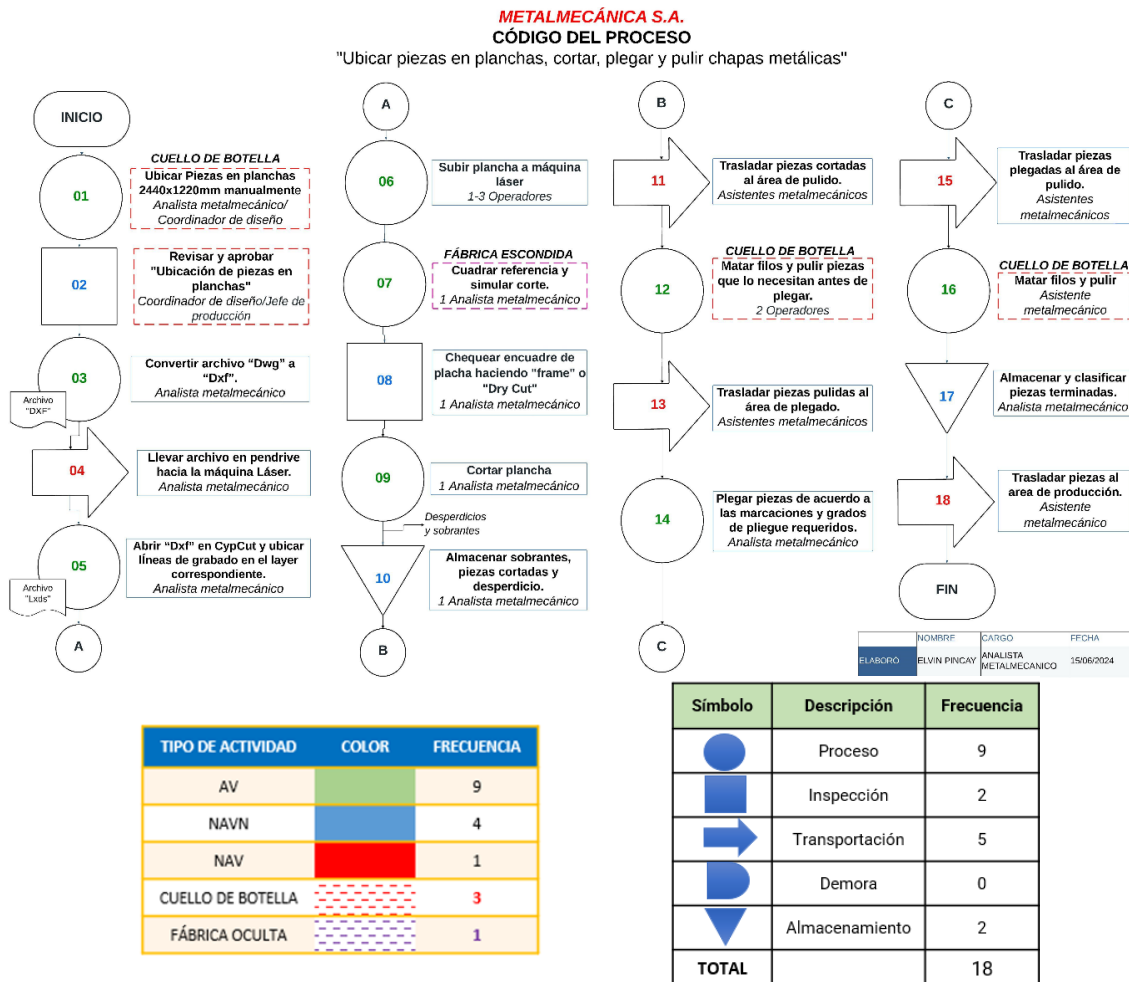 METALMECÁNICA S.A.
CÓDIGO DEL PROCESO
"Ubicar piezas en planchas, cortar, plegar y pulir chapas metálicas"
INICIO
CUELLO DE BOTELLA
01
Ubicar Piezas en planchas
2440x1220mm manualmente
Analista metalmecánico/
Coordinador de diseño
02
Revisar y aprobar
"Ubicación de piezas en
planchas"
Coordinador de diseño/Jefe de
producción
03
Convertir archivo “Dwg” a
“Dxf”.
Analista metalmecánico
Archivo
"DXF"
04
Llevar archivo en pendrive
hacia la máquina Láser.
Analista metalmecánico
05
Abrir “Dxf” en CypCut y ubicar
líneas de grabado en el layer
correspondiente.
Analista metalmecánico
Archivo
"Lxds"
A
A
06
Subir plancha a máquina
láser
1-3 Operadores
FÁBRICA ESCONDIDA
07
Cuadrar referencia y
simular corte.
1 Analista metalmecánico
08
Chequear encuadre de
placha haciendo "frame" o
"Dry Cut"
1 Analista metalmecánico
09
Cortar plancha
1 Analista metalmecánico
Desperdicios
y sobrantes
10
Almacenar sobrantes,
piezas cortadas y
desperdicio.
1 Analista metalmecánico
B
B
11
Trasladar piezas cortadas
al área de pulido.
Asistentes metalmecánicos
CUELLO DE BOTELLA
12
Matar filos y pulir piezas
que lo necesitan antes de
plegar.
2 Operadores
13
Trasladar piezas pulidas al
área de plegado.
Asistentes metalmecánicos
14
Plegar piezas de acuerdo a
las marcaciones y grados
de pliegue requeridos.
Analista metalmecánico
C
C
15
Trasladar piezas
plegadas al área de
pulido.
Asistentes
metalmecánicos
CUELLO DE BOTELLA
16
Matar filos y pulir
Asistente
metalmecánico
17
Almacenar y clasificar
piezas terminadas.
Analista metalmecánico
18
Trasladar piezas al
area de producción.
Asistente
metalmecánico
FIN
NOMBRE CARGO FECHA
ELABORÓ ELVIN PINCAY ANALISTA METALMECANICO 15/06/2024
TIPO DE ACTIVIDAD COLOR FRECUENCIA
AV 9
NAVN 4
NAV 1
CUELLO DE BOTELLA 3
FÁBRICA OCULTA 1
Símbolo Descripción Frecuencia
Proceso 9
Inspección 2
Transportación 5
Demora 0
Almacenamiento 2
TOTAL 18